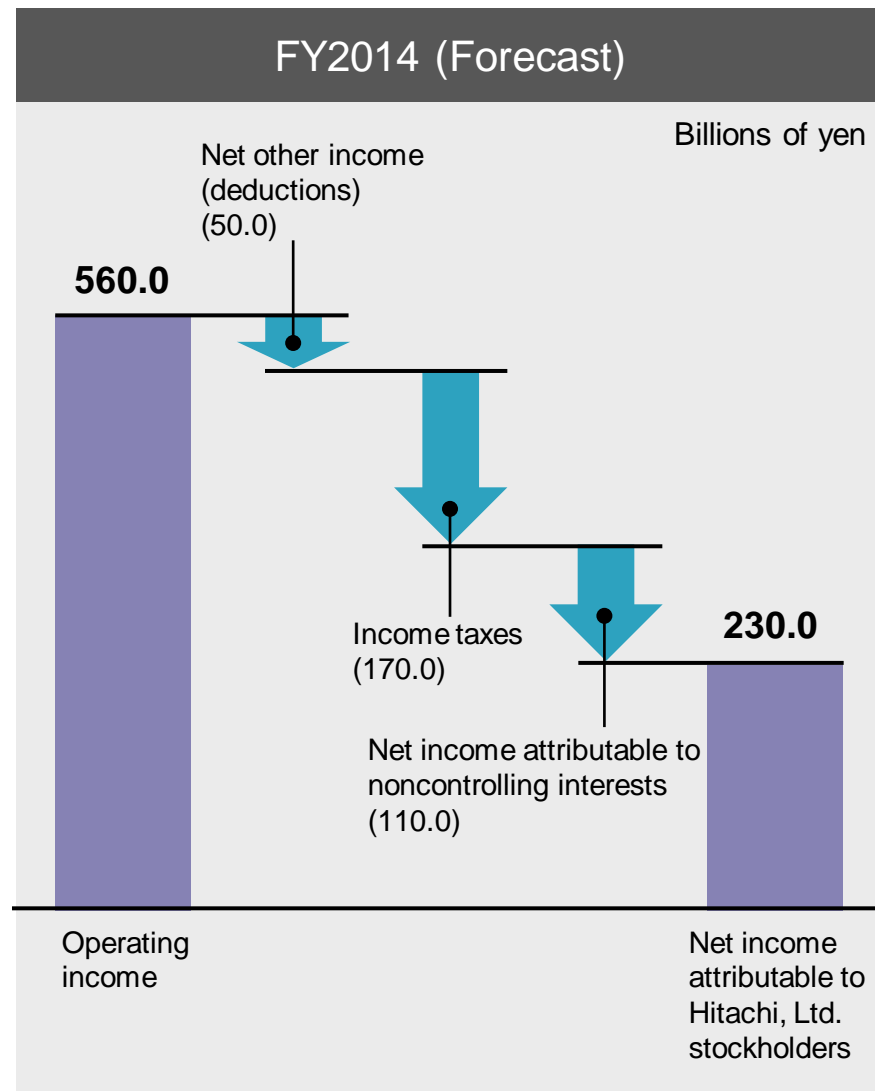 FY2014 (Forecast)
Billions of yen
Net other income
(deductions)
(50.0)
560.0
Income taxes
(170.0)
230.0
Net income attributable to
noncontrolling interests
(110.0)
Operating
income
Net income
attributable to
Hitachi, Ltd.
stockholders